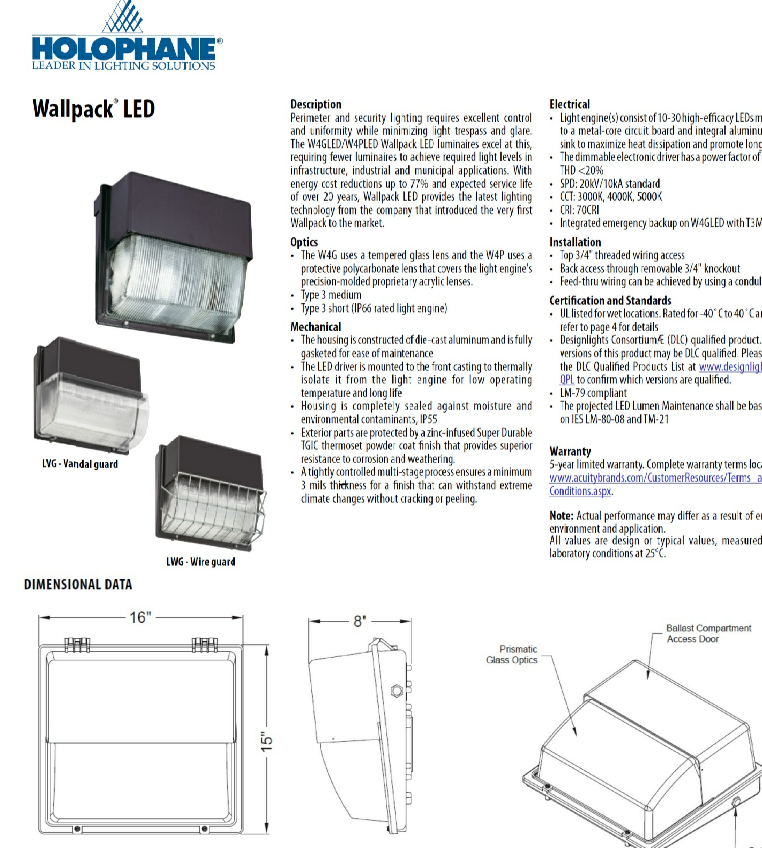 HOLOPHANE®
LEADER IN LIGHTING SOLUTIONS
Wallpack® LED
LVG - Vandal guard
LWG - Wire guard
Description
Perimeter and security lighting requires excellent control
and uniformity while minimizing light trespass and glare.
The W4GLED/W4PLED Wallpack LED luminaires excel at this,
requiring fewer luminaires to achieve required light levels in
infrastructure, industrial and municipal applications. With
energy cost reductions up to 77% and expected service life
of over 20 years, Wallpack LED provides the latest lighting
technology from the company that introduced the very first
Wallpack to the market.
Optics
• The W4G uses a tempered glass lens and the W4P uses a
protective polycarbonate lens that covers the light engine's
precision-molded proprietary acrylic lenses.
• Type 3 medium
• Type 3 short (IP66 rated light engine)
Mechanical
• The housing is constructed of die-cast aluminum and is fully
gasketed for ease of maintenance
• The LED driver is mounted to the front casting to thermally
isolate it from the light engine for low operating
temperature and long life
• Housing is completely sealed against moisture and
environmental contaminants, IP55
• Exterior parts are protected by a zinc-infused Super Durable
TGIC thermoset powder coat finish that provides superior
resistance to corrosion and weathering.
• A tightly controlled multi-stage process ensures a minimum
3 mils thickness for a finish that can withstand extreme
climate changes without cracking or peeling.
Electrical
• Light engine(s) consist of 10-30 high-efficacy LEDs m
to a metal-core circuit board and integral aluminu
sink to maximize heat dissipation and promote long
• The dimmable electronic driver has a power factor of
THD <20%
• SPD: 20kW/10kA standard
• CCT: 3000K, 4000K, 5000K
• CRI: 70CRI
• Integrated emergency backup on W4GLED with T3M
Installation
• Top 3/4" threaded wiring access
• Back access through removable 3/4" knockout
• Feed-thru wiring can be achieved by using a condul
Certification and Standards
• UL listed for wet locations. Rated for -40˚ C to 40˚ C a
refer to page 4 for details
• Designlights ConsortiumÆ (DLC) qualified product.
versions of this product may be DLC qualified. Pleas
the DLC Qualified Products List at www.designligh
QPL to confirm which versions are qualified.
• LM-79 compliant
• The projected LED Lumen Maintenance shall be bas
on IES LM-80-08 and TM-21
Warranty
5-year limited warranty. Complete warranty terms loc
www.acuitybrands.com/CustomerResources/Terms_a
Conditions.aspx.
Note: Actual performance may differ as a result of e
environment and application.
All values are design or typical values, measured
laboratory conditions at 25°C.
DIMENSIONAL DATA
16"
15"
8"
Prismatic
Glass Optics
Ballast Compartment
Access Door